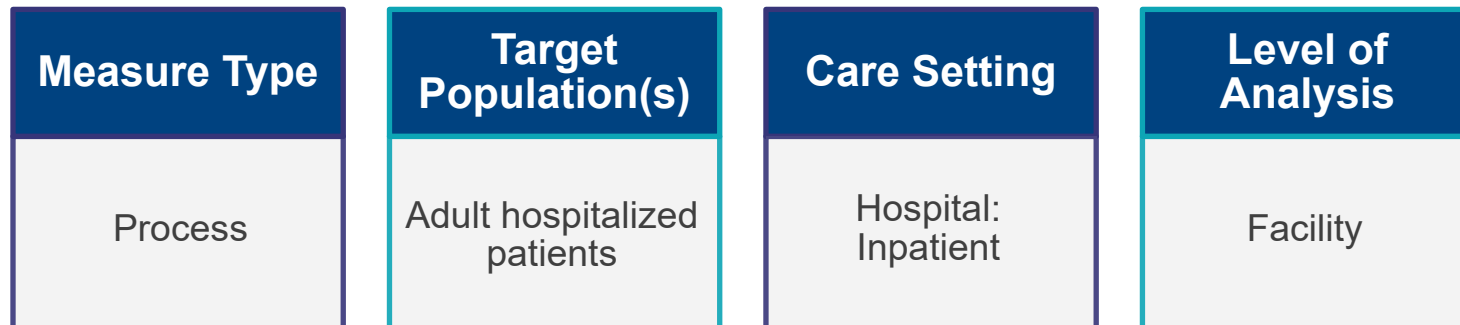 Measure Type
Process
Target
Population(s)
Adult hospitalized
patients
Care Setting
Hospital:
Inpatient
Level of
Analysis
Facility